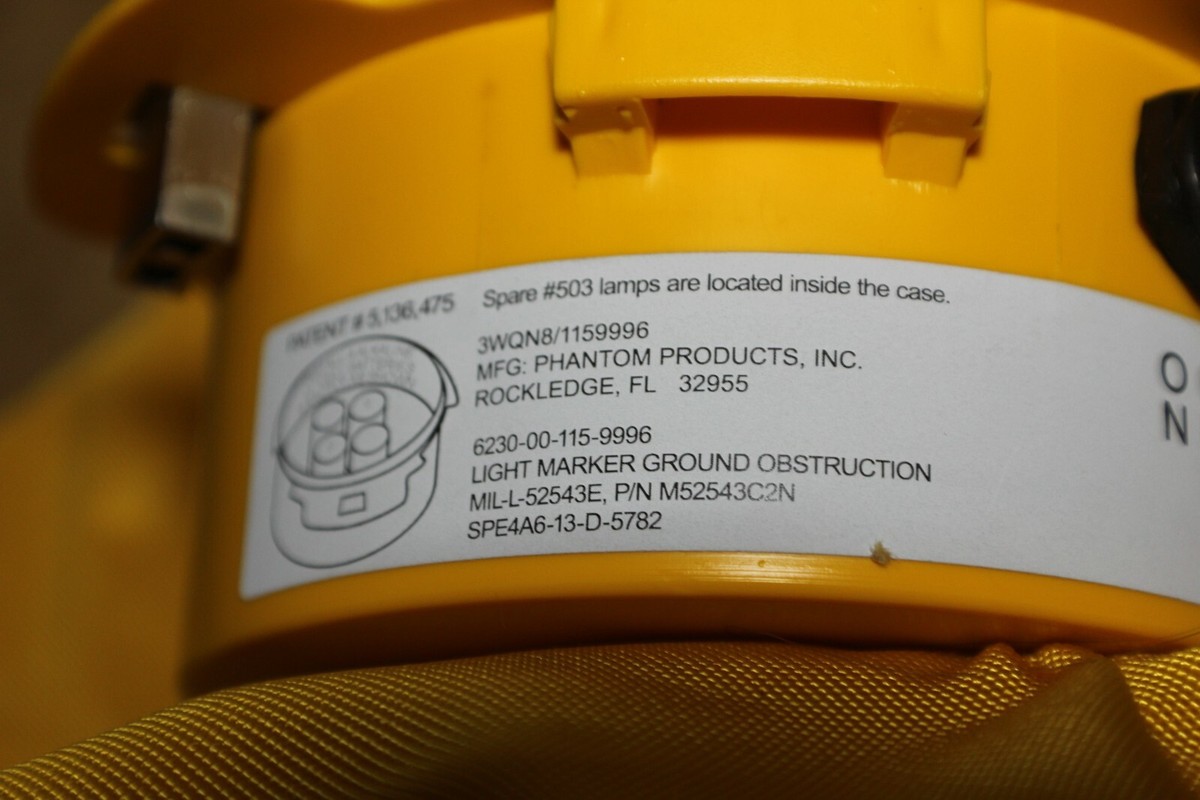 PATENT # 5,136,475 Spare #503 lamps are located inside the case.
3WQN8/1159996
MFG: PHANTOM PRODUCTS, INC.
ROCKLEDGE, FL 32955
6230-00-115-9996
LIGHT MARKER GROUND OBSTRUCTION
MIL-L-52543E, P/N M52543C2N
SPE4A6-13-D-5782
O
N